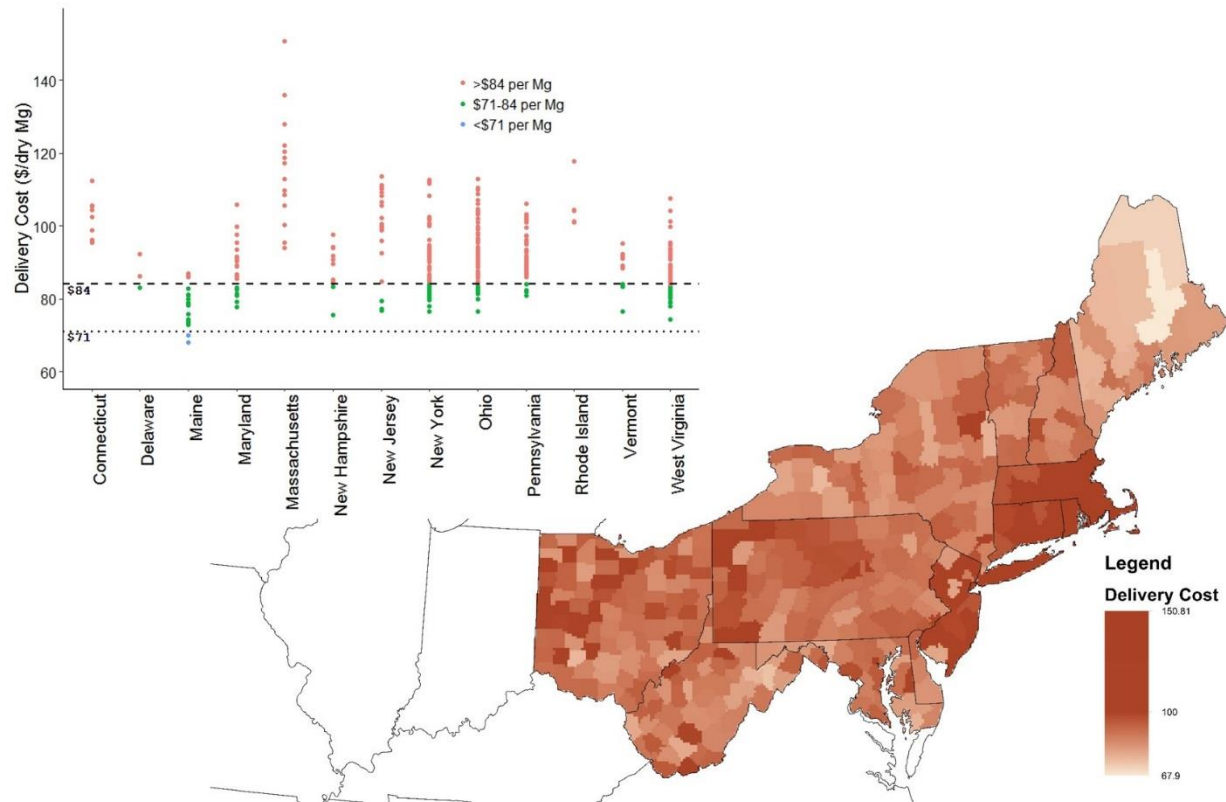 Delivery Cost ($/dry Mg)
140
120
100
80
60
>$84 per Mg
$71-84 per Mg
<$71 per Mg
$84
$71
Connecticut
Delaware
Maine
Maryland
Massachusetts
New Hampshire
New Jersey
New York
Ohio
Pennsylvania
Rhode Island
Vermont
West Virginia
Legend
Delivery Cost
150.81
100
67.9